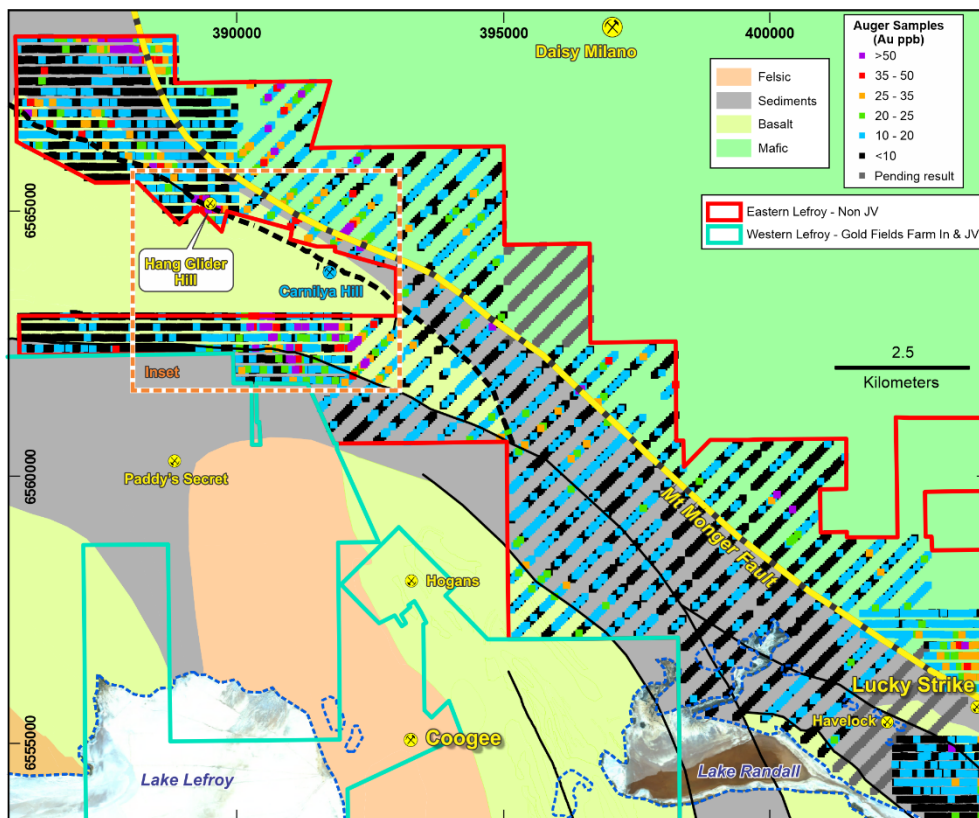 390000
395000
400000
Daisy Milano
Auger Samples
(Au ppb)
>50
35 - 50
25 - 35
20 - 25
10 - 20
<10
Pending result
Felsic
Sediments
Basalt
Mafic
Eastern Lefroy - Non JV
Western Lefroy - Gold Fields Farm In & JV
6565000
Hang Glider
Hill
Carnilya Hill
2.5
Kilometers
Inset
6560000
Paddy's Secret
Mt Monger Fault
Hogans
Lucky Strike
Havelock
6555000
Coogee
Lake Lefroy
Lake Randall